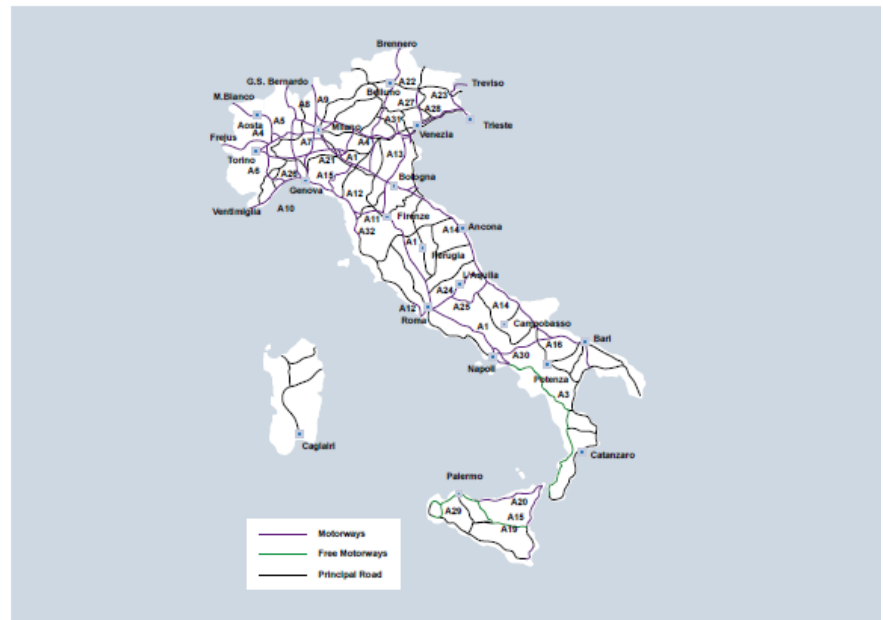 Brennero
G.S. Bernardo
A22
Treviso
M.Bianco
A8
A9
Belluno
A23
A27
A28
Aosta
A5
A31
Trieste
A4
Milano
Venezia
Frejus
A7
A4
A1
A13
Torino
A21
A6
A26
A15
Bologna
Genova
A12
Ventimiglia
A10
A11
Firenze
A32
A14
Ancona
A1
Perugia
L'Aquila
A24
A12
A25
A14
Roma
A1
Campobasso
A16
Bari
A30
Napoli
Potenza
A3
Cagiairi
Catanzaro
Palermo
A20
A29
A15
A19
Motorways
Free Motorways
Principal Road